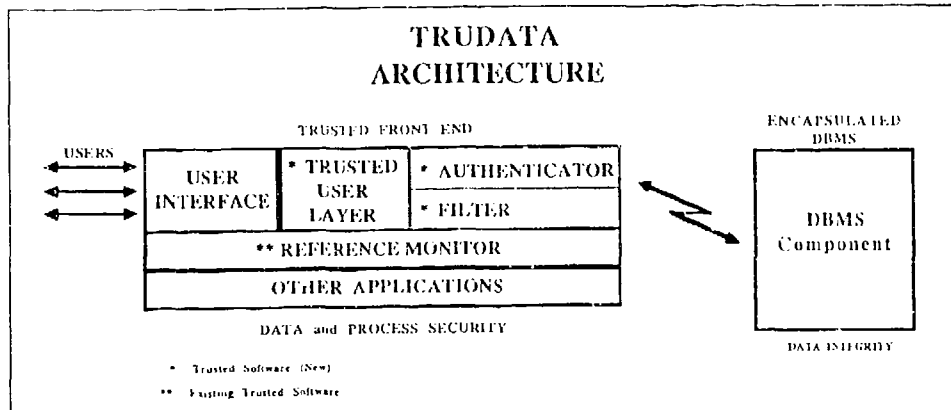 TRUDATA
ARCHITECTURE
TRUSTED FRONT END
ENCAPSULATED
DBMS
USERS
USER
INTERFACE
* TRUSTED
USER
LAYER
* AUTHENTICATOR
* FILTER
** REFERENCE MONITOR
OTHER APPLICATIONS
DBMS
Component
DATA and PROCESS SECURITY
DATA INTEGRITY
* Trusted Software (New)
** Existing Trusted Software